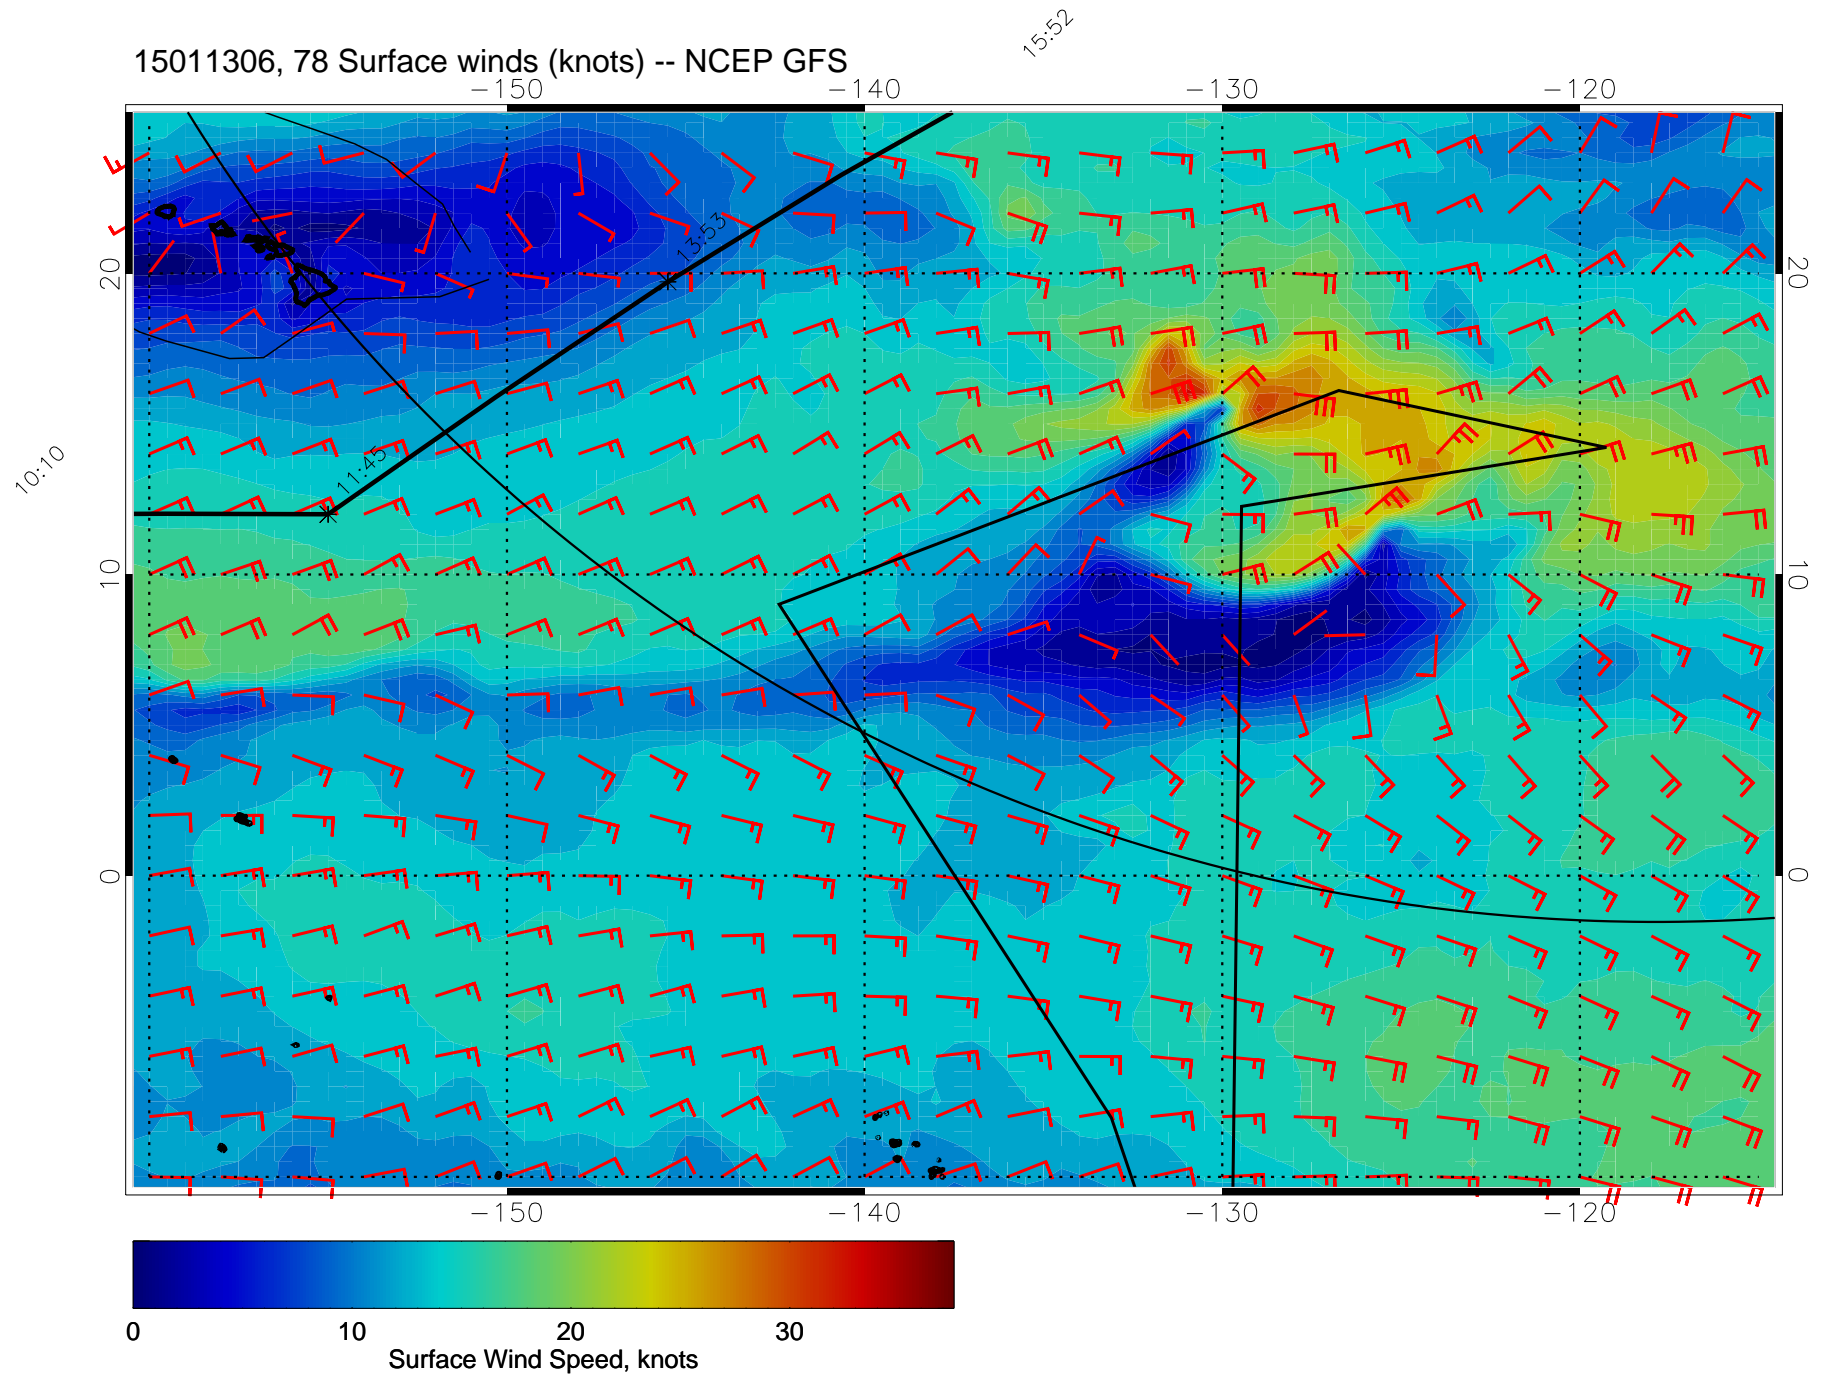 15:52
15011306, 78 Surface winds (knots) -- NCEP GFS
-150 -140 -130 -120
13:53
20 20
11:45
10:10
10 10
0 0
-150 -140 -130 -120
0 10 20 30
Surface Wind Speed, knots